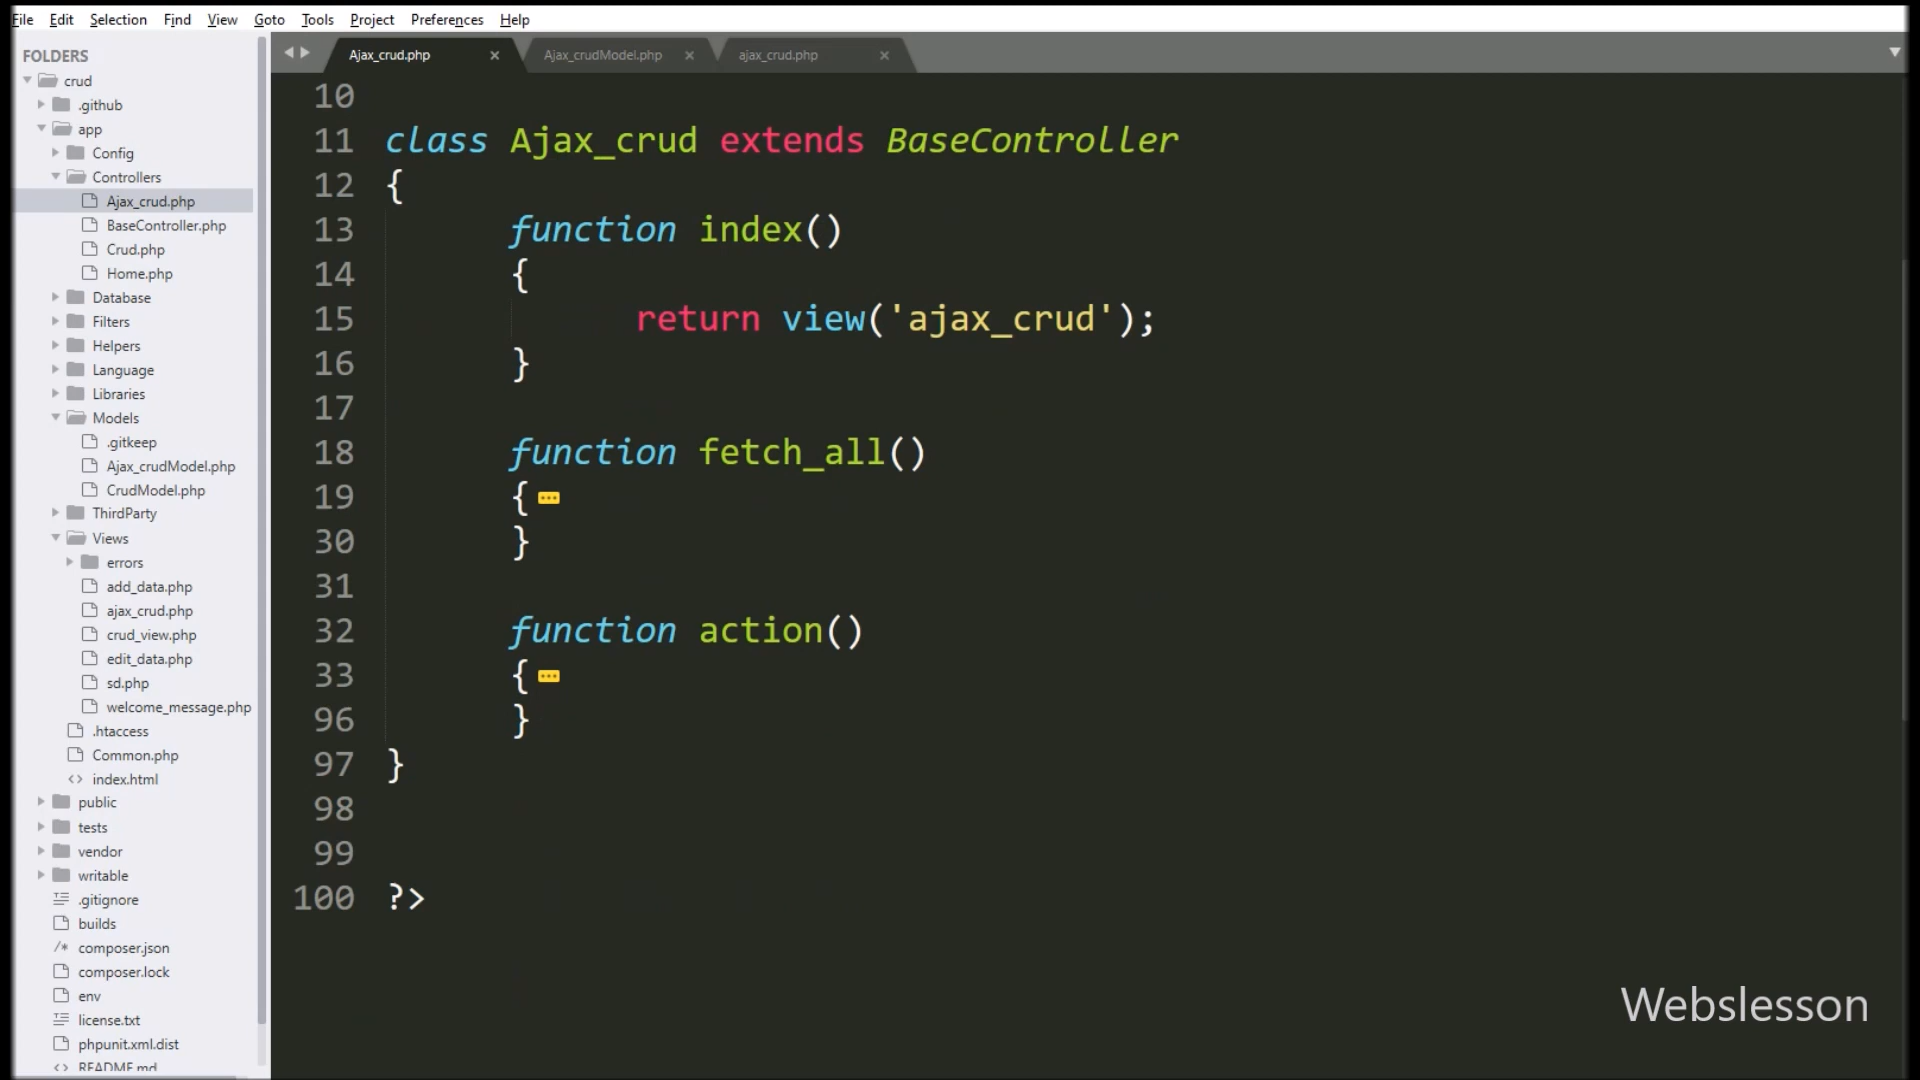 File Edit Selection Find View Goto Tools Project Preferences Help
FOLDERS
crud
.github
app
Config
Controllers
Ajax_crud.php
BaseController.php
Crud.php
Home.php
Database
Filters
Helpers
Language
Libraries
Models
.gitkeep
Ajax_crudModel.php
CrudModel.php
ThirdParty
Views
errors
add_data.php
ajax_crud.php
crud_view.php
edit_data.php
sd.php
welcome_message.php
.htaccess
Common.php
<> index.html
public
tests
vendor
writable
.gitignore
builds
/* composer.json
composer.lock
env
license.txt
phpunit.xml.dist
<> README.md
Ajax_crud.php × Ajax_crudModel.php × ajax_crud.php ×
10
11 class Ajax_crud extends BaseController
12 {
13 function index()
14 {
15 return view('ajax_crud');
16 }
17
18 function fetch_all()
19 { ...
30 }
31
32 function action()
33 { ...
96 }
97 }
98
99
100 ?>
Webslesson